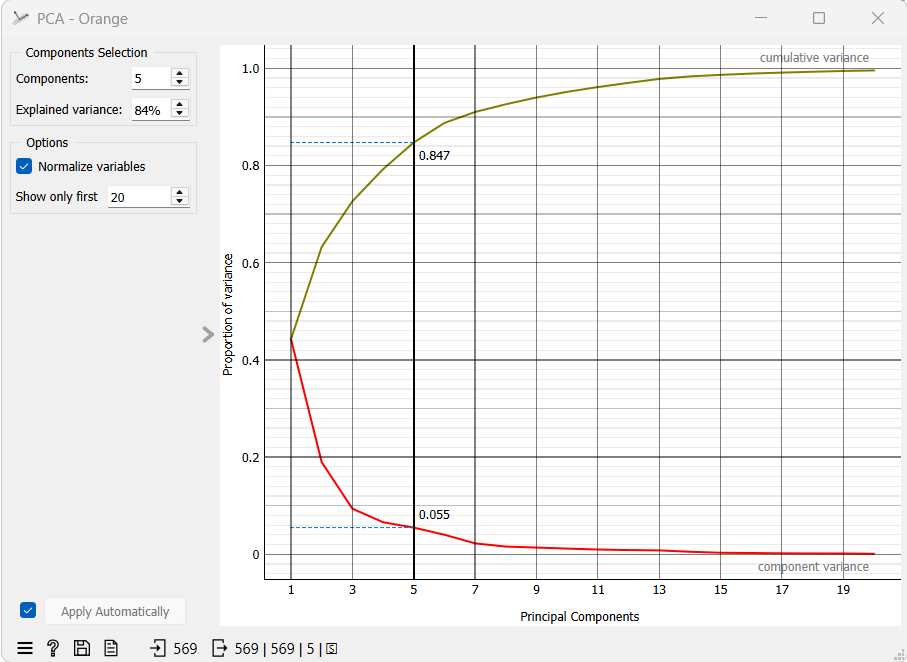 PCA - Orange
Components Selection
Components: 5
Explained variance: 84%
Options
Normalize variables
Show only first 20
Apply Automatically
569
569 | 569 | 5 | S
cumulative variance
1.0
0.8
0.6
0.4
0.2
0
Proportion of variance
0.847
0.055
component variance
1 3 5 7 9 11 13 15 17 19
Principal Components